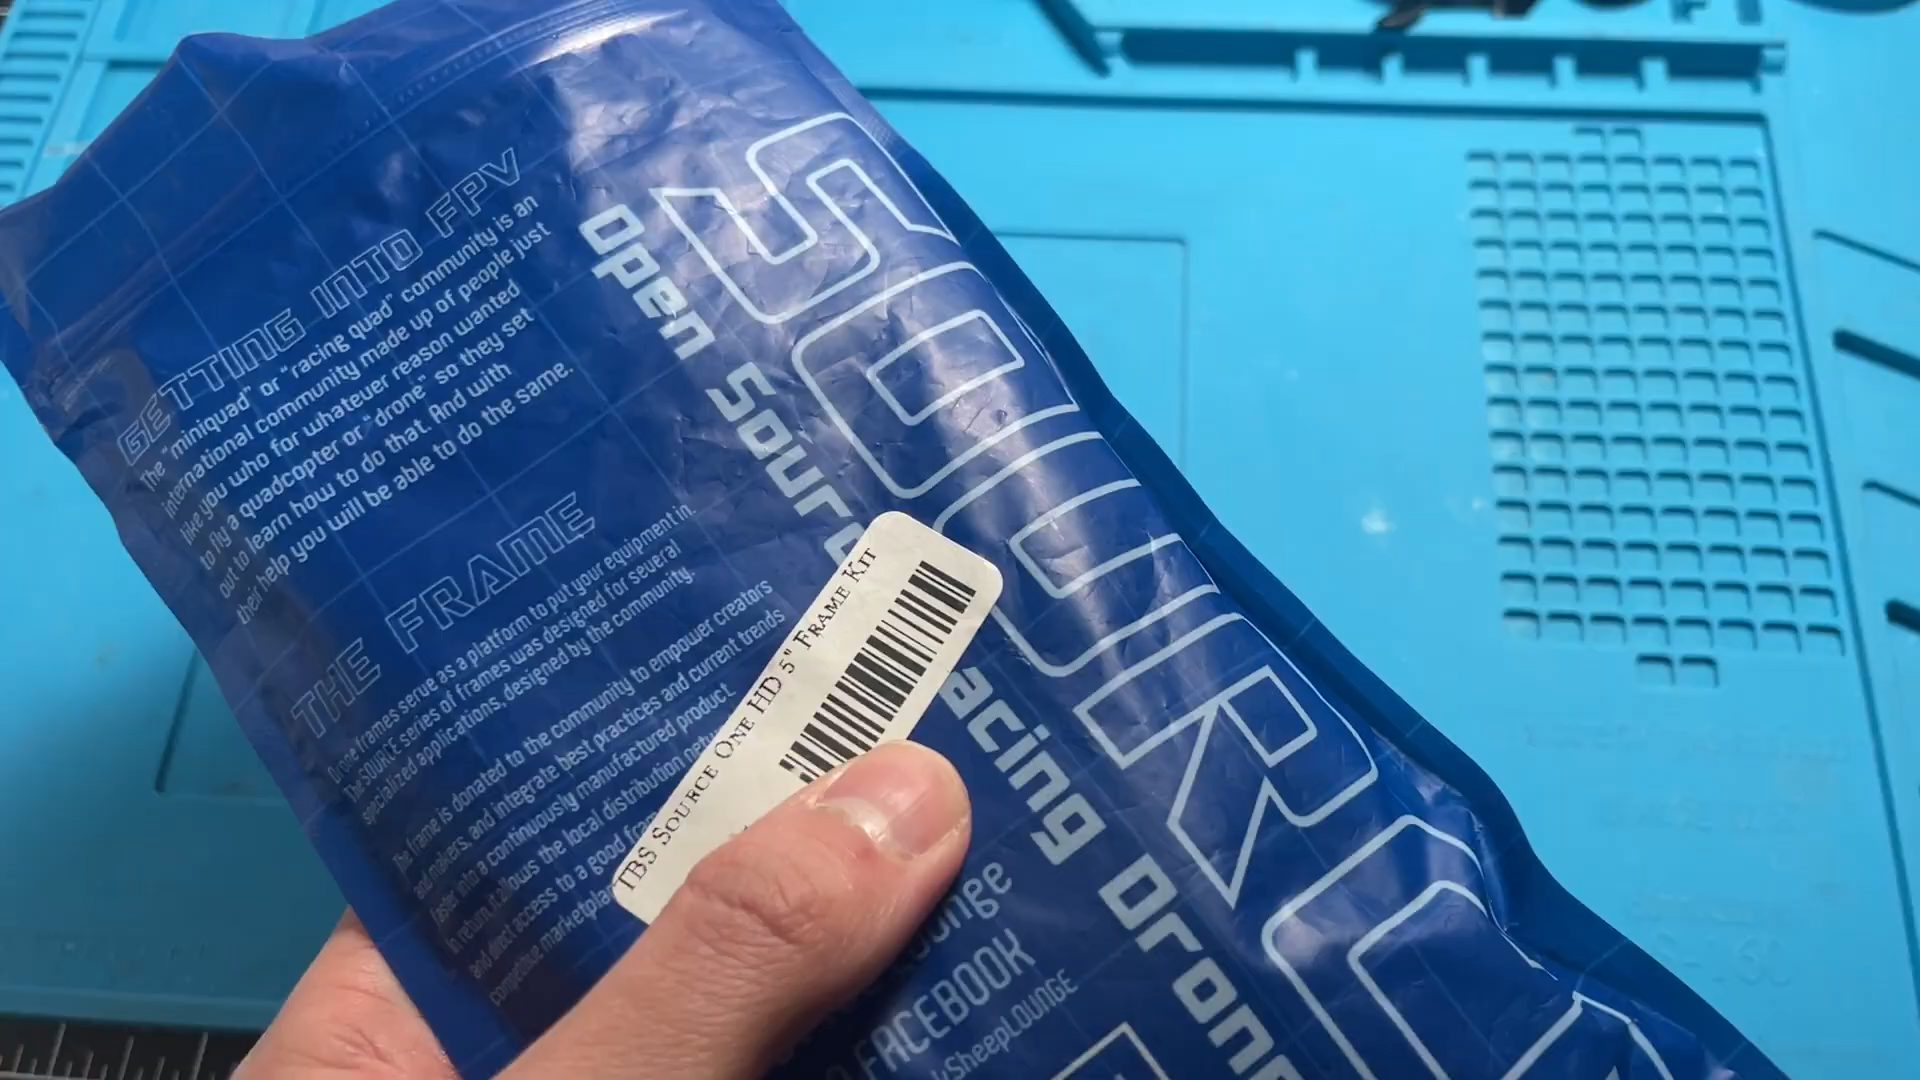 GETTING INTO FPV
The "miniquad" or "racing quad" community is an
international community made up of people just
like you who for whatever reason wanted
to fly a quadcopter or "drone" so they set
out to learn how to do that. And with
their help you will be able to do the same.
THE FRAME
Drone frames serve as a platform to put your equipment in.
The SOURCE series of frames was designed for several
specialized applications, designed by the community.
The frame is donated to the community to empower creators
and makers, and integrate best practices and current trends
faster into a continuously manufactured product.
In return, it allows the local distribution
and direct access to a good
competitive
SOURC
Open Sourc
acing Drone
TBS SOURCE ONE HD 5" FRAME KIT
FACEBOOK
SheepLOUNGE